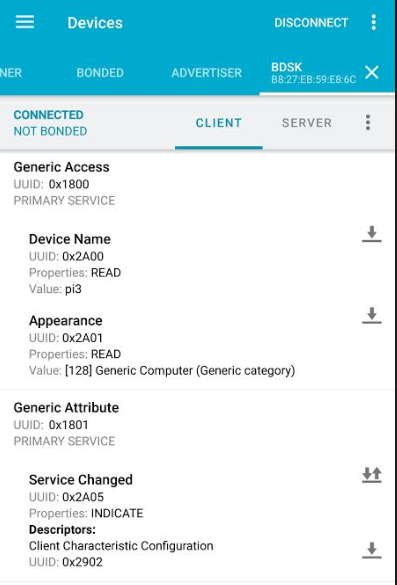 Devices
DISCONNECT
NER
BONDED
ADVERTISER
BDSK
B8:27:EB:59:E8:6C
CONNECTED
NOT BONDED
CLIENT
SERVER
Generic Access
UUID: 0x1800
PRIMARY SERVICE
Device Name
UUID: 0x2A00
Properties: READ
Value: pi3
Appearance
UUID: 0x2A01
Properties: READ
Value: [128] Generic Computer (Generic category)
Generic Attribute
UUID: 0x1801
PRIMARY SERVICE
Service Changed
UUID: 0x2A05
Properties: INDICATE
Descriptors:
Client Characteristic Configuration
UUID: 0x2902